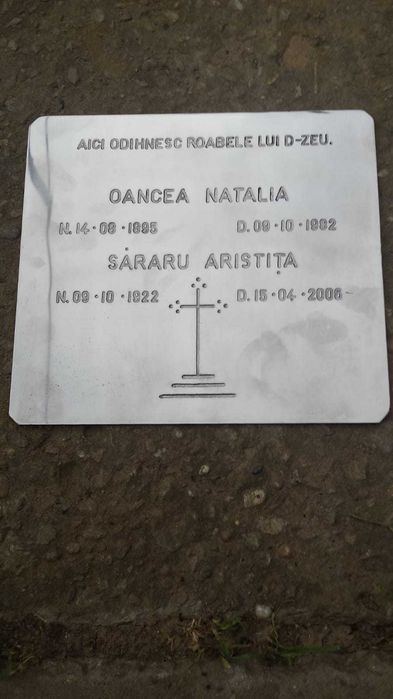 AICI ODIHNESC ROABELE LUI D-ZEU.
OANCEA NATALIA
N. 14·08·1895 D. 09·10·1982
SĂRARU ARISTIȚA
N. 09·10·1922 D. 15·04·2006